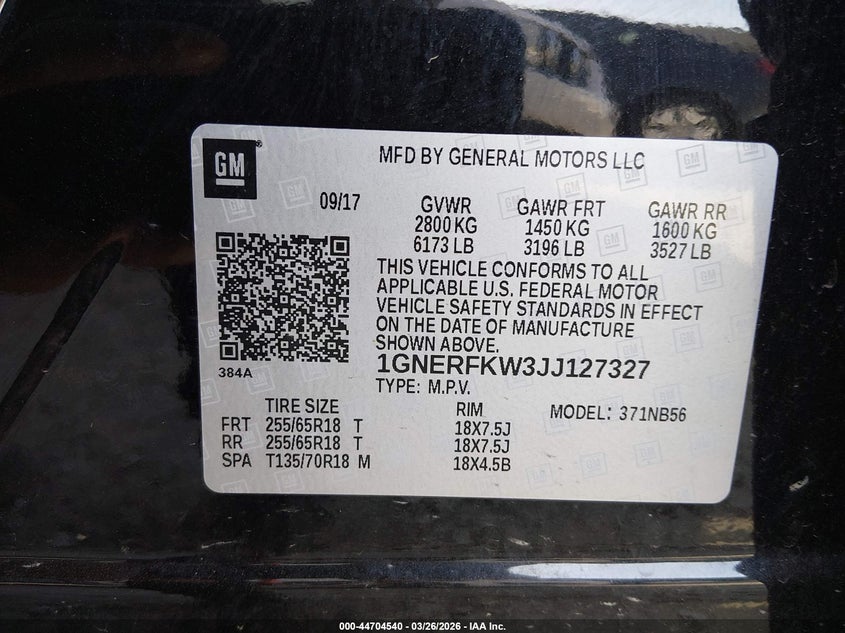 GM
MFD BY GENERAL MOTORS LLC
09/17
GVWR GAWR FRT GAWR RR
2800 KG 1450 KG 1600 KG
6173 LB 3196 LB 3527 LB
THIS VEHICLE CONFORMS TO ALL
APPLICABLE U.S. FEDERAL MOTOR
VEHICLE SAFETY STANDARDS IN EFFECT
ON THE DATE OF MANUFACTURE
SHOWN ABOVE.
384A
1GNERFKW3JJ127327
TYPE: M.P.V.
TIRE SIZE RIM MODEL: 371NB56
FRT 255/65R18 T 18X7.5J
RR 255/65R18 T 18X7.5J
SPA T135/70R18 M 18X4.5B
000-44704540 - 03/26/2026 - IAA Inc.